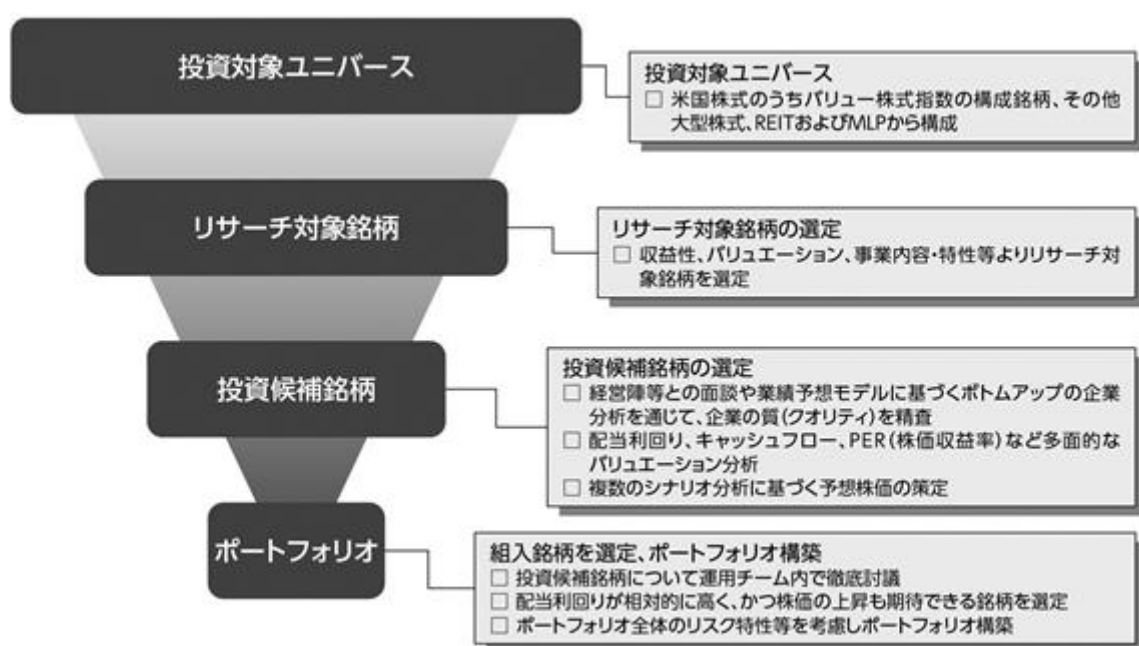 投資対象ユニバース
投資対象ユニバース
□ 米国株式のうちバリュー株式指数の構成銘柄、その他
大型株式、REITおよびMLPから構成
リサーチ対象銘柄
リサーチ対象銘柄の選定
□ 収益性、バリュエーション、事業内容・特性等よりリサーチ対
象銘柄を選定
投資候補銘柄
投資候補銘柄の選定
□ 経営陣等との面談や業績予想モデルに基づくボトムアップの企業
分析を通じて、企業の質(クオリティ)を精査
□ 配当利回り、キャッシュフロー、PER(株価収益率)など多面的な
バリュエーション分析
□ 複数のシナリオ分析に基づく予想株価の策定
ポートフォリオ
組入銘柄を選定、ポートフォリオ構築
□ 投資候補銘柄について運用チーム内で徹底討議
□ 配当利回りが相対的に高く、かつ株価の上昇も期待できる銘柄を選定
□ ポートフォリオ全体のリスク特性等を考慮しポートフォリオ構築